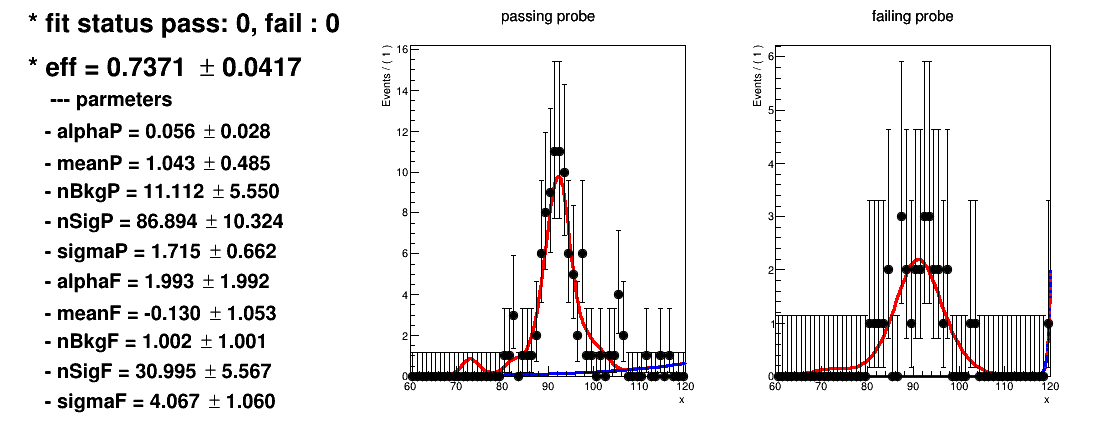 * fit status pass: 0, fail : 0
* eff = 0.7371 ± 0.0417
--- parmeters
- alphaP = 0.056 ± 0.028
- meanP = 1.043 ± 0.485
- nBkgP = 11.112 ± 5.550
- nSigP = 86.894 ± 10.324
- sigmaP = 1.715 ± 0.662
- alphaF = 1.993 ± 1.992
- meanF = -0.130 ± 1.053
- nBkgF = 1.002 ± 1.001
- nSigF = 30.995 ± 5.567
- sigmaF = 4.067 ± 1.060
passing probe
Events / ( 1 )
16
14
12
10
8
6
4
2
0
60 70 80 90 100 110 120
x
failing probe
Events / ( 1 )
6
5
4
3
2
1
0
60 70 80 90 100 110 120
x